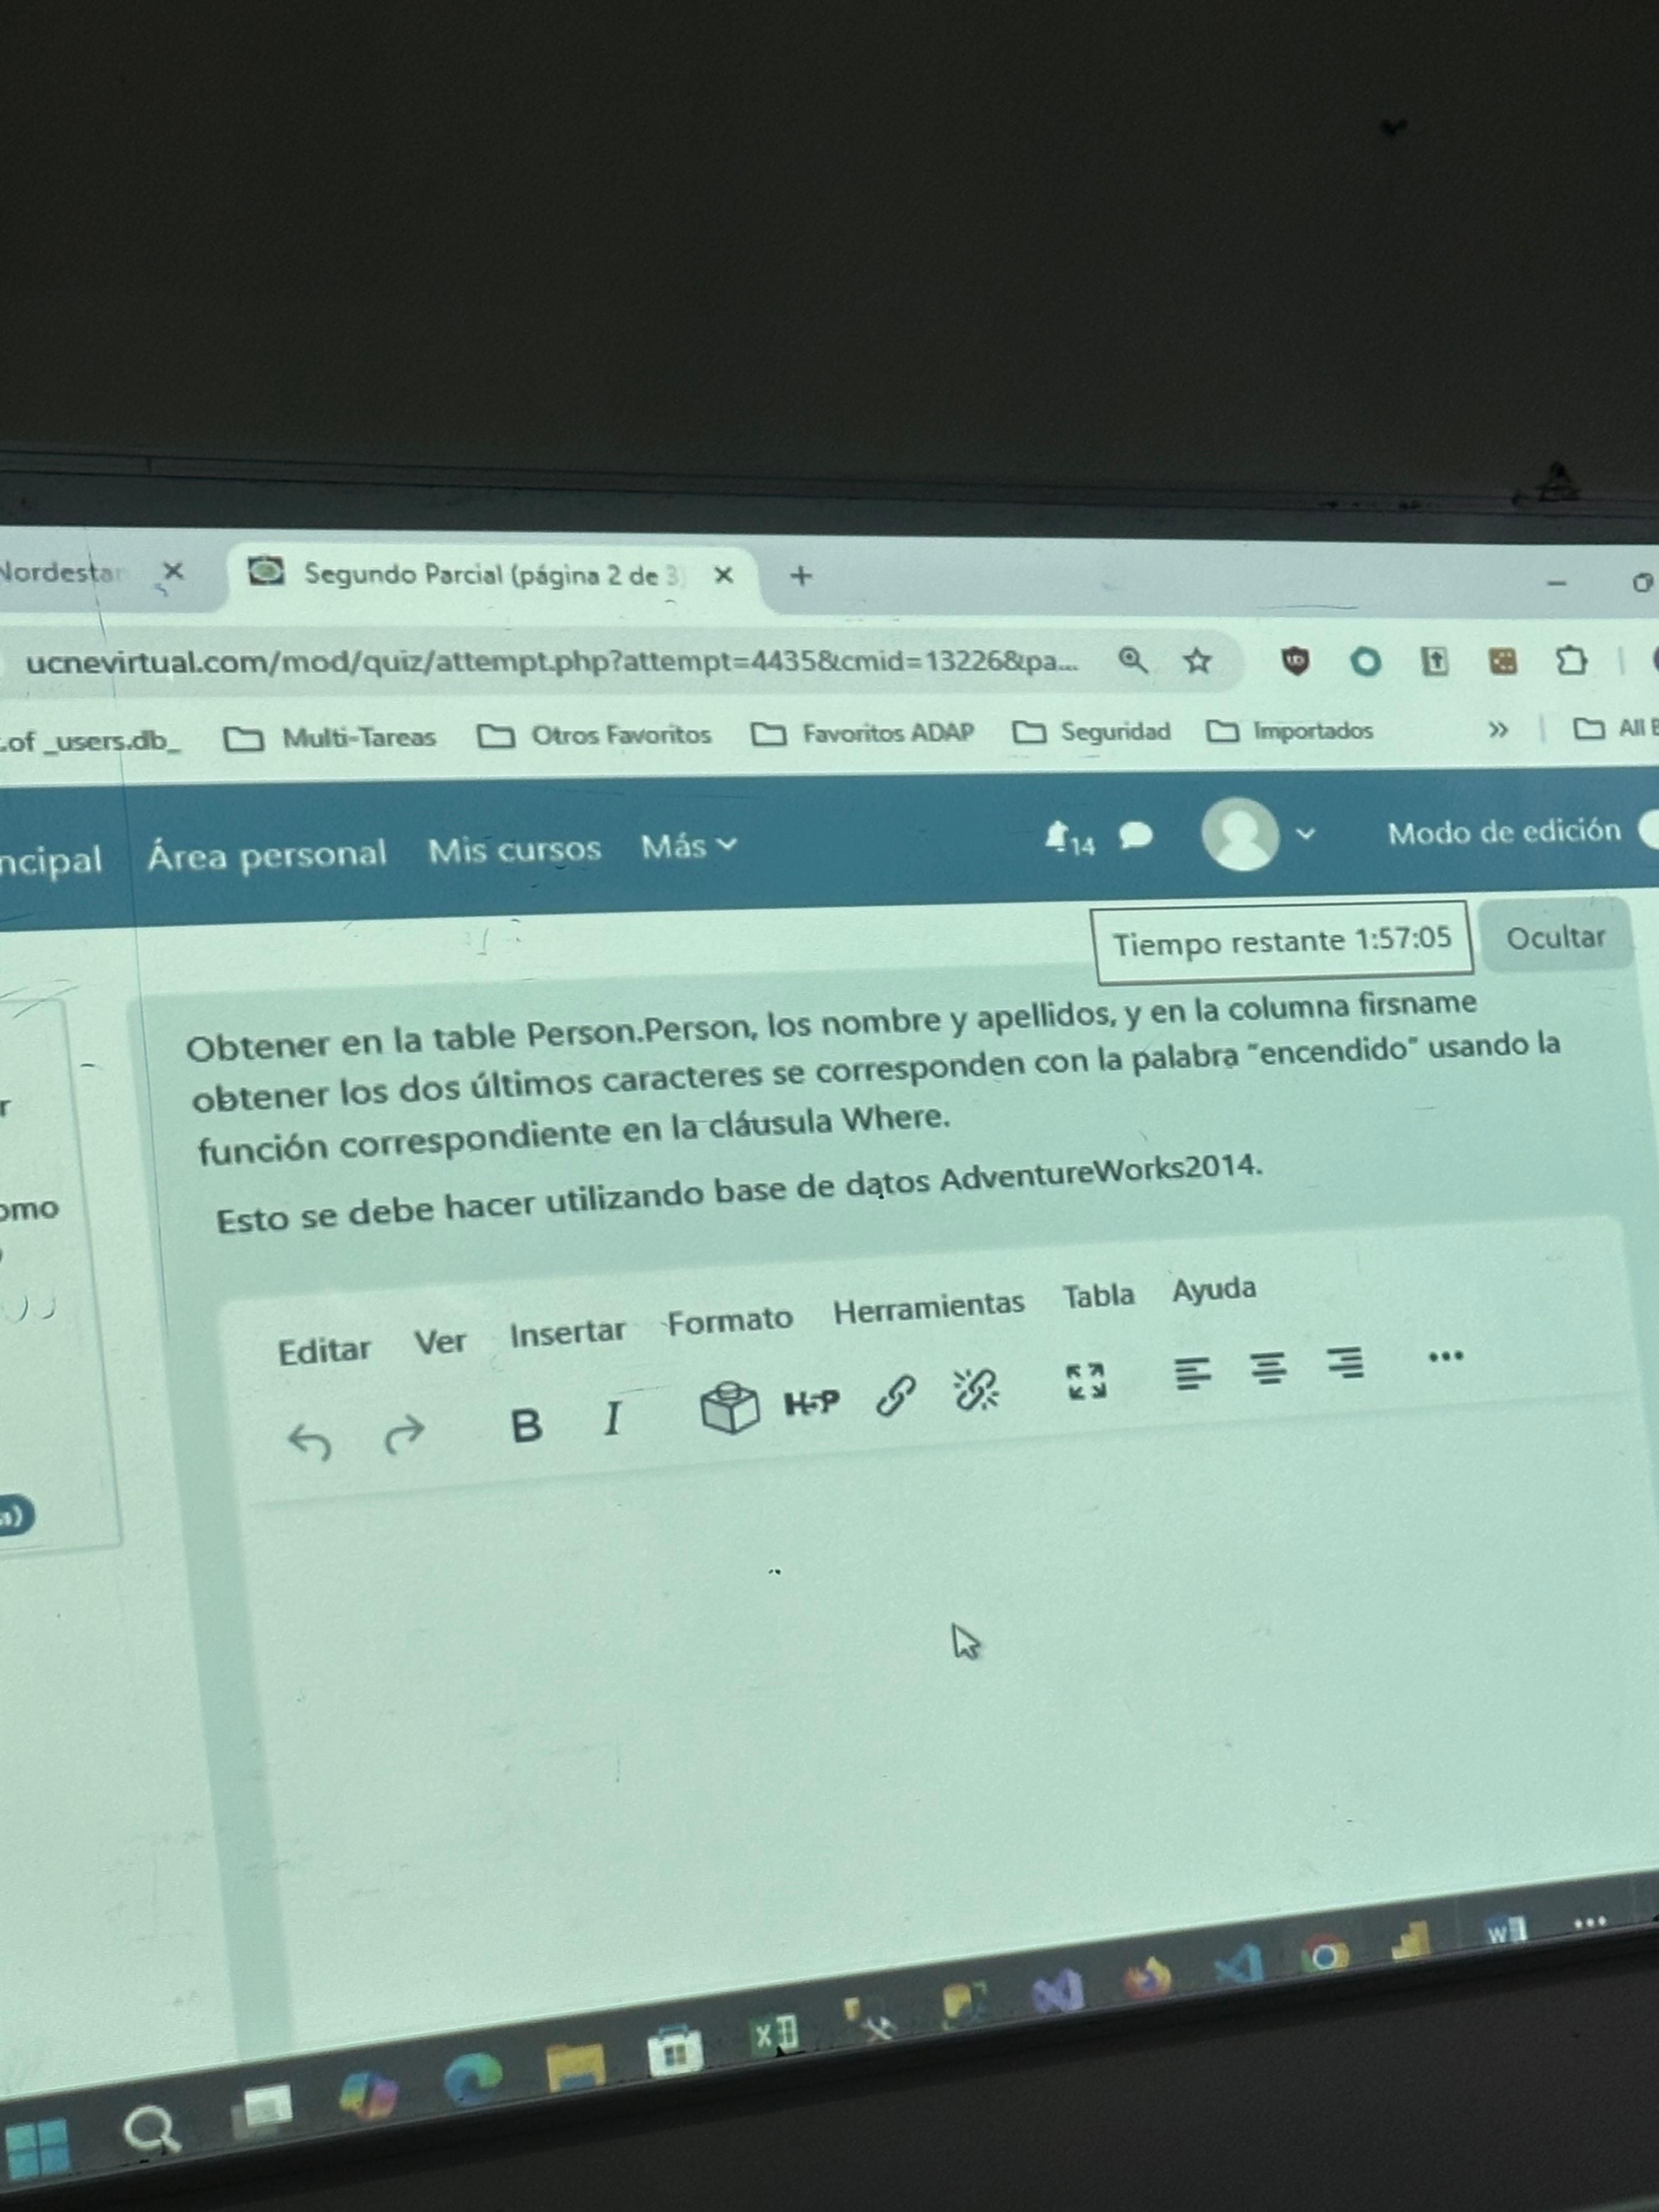 Nordestan
Segundo Parcial (página 2 de 3)
ucnevirtual.com/mod/quiz/attempt.php?attempt=4435&cmid=13226&pa...
of _users.db_ Multi-Tareas Otros Favoritos Favoritos ADAP Seguridad Importados » All B
ncipal Área personal Mis cursos Más 14 Modo de edición
Tiempo restante 1:57:05 Ocultar
Obtener en la table Person.Person, los nombre y apellidos, y en la columna firsname
obtener los dos últimos caracteres se corresponden con la palabra "encendido" usando la
función correspondiente en la cláusula Where.
Esto se debe hacer utilizando base de datos AdventureWorks2014.
r
omo
Editar Ver Insertar Formato Herramientas Tabla Ayuda
B I H-P